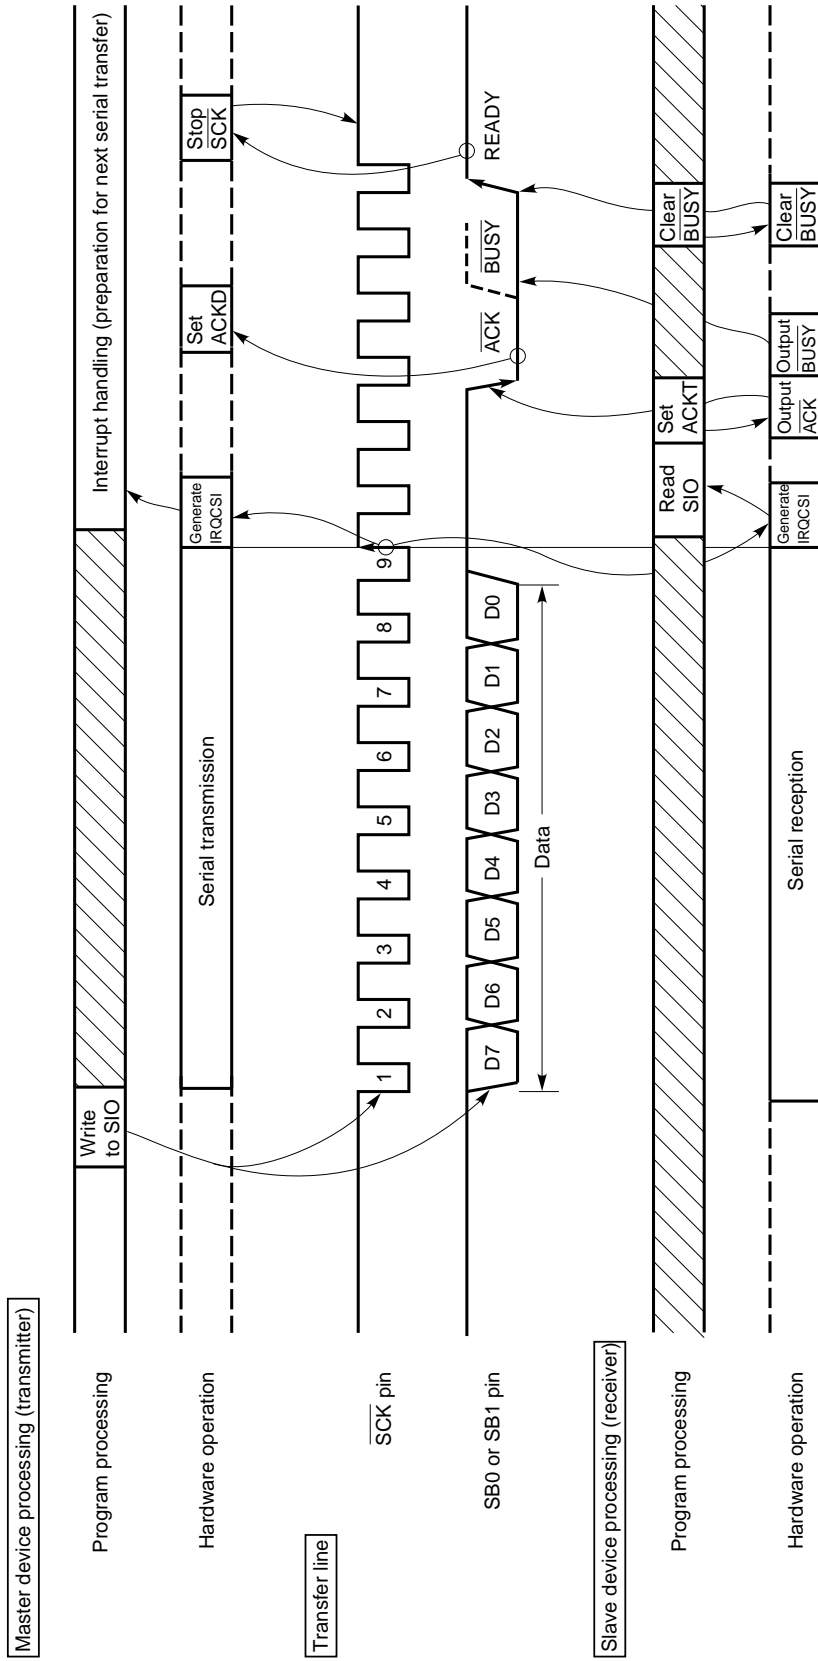 Master device processing (transmitter)
Program processing
Write
to SIO
Interrupt handling (preparation for next serial transfer)
Hardware operation
Serial transmission
Generate
IRQCSI
Set
ACKD
Stop
SCK
Transfer line
SCK pin
1
2
3
4
5
6
7
8
9
SB0 or SB1 pin
D7
D6
D5
D4
D3
D2
D1
D0
ACK
BUSY
READY
Data
Slave device processing (receiver)
Program processing
Read
SIO
Set
ACKT
Clear
BUSY
Hardware operation
Serial reception
Generate
IRQCSI
Output
ACK
Output
BUSY
Clear
BUSY